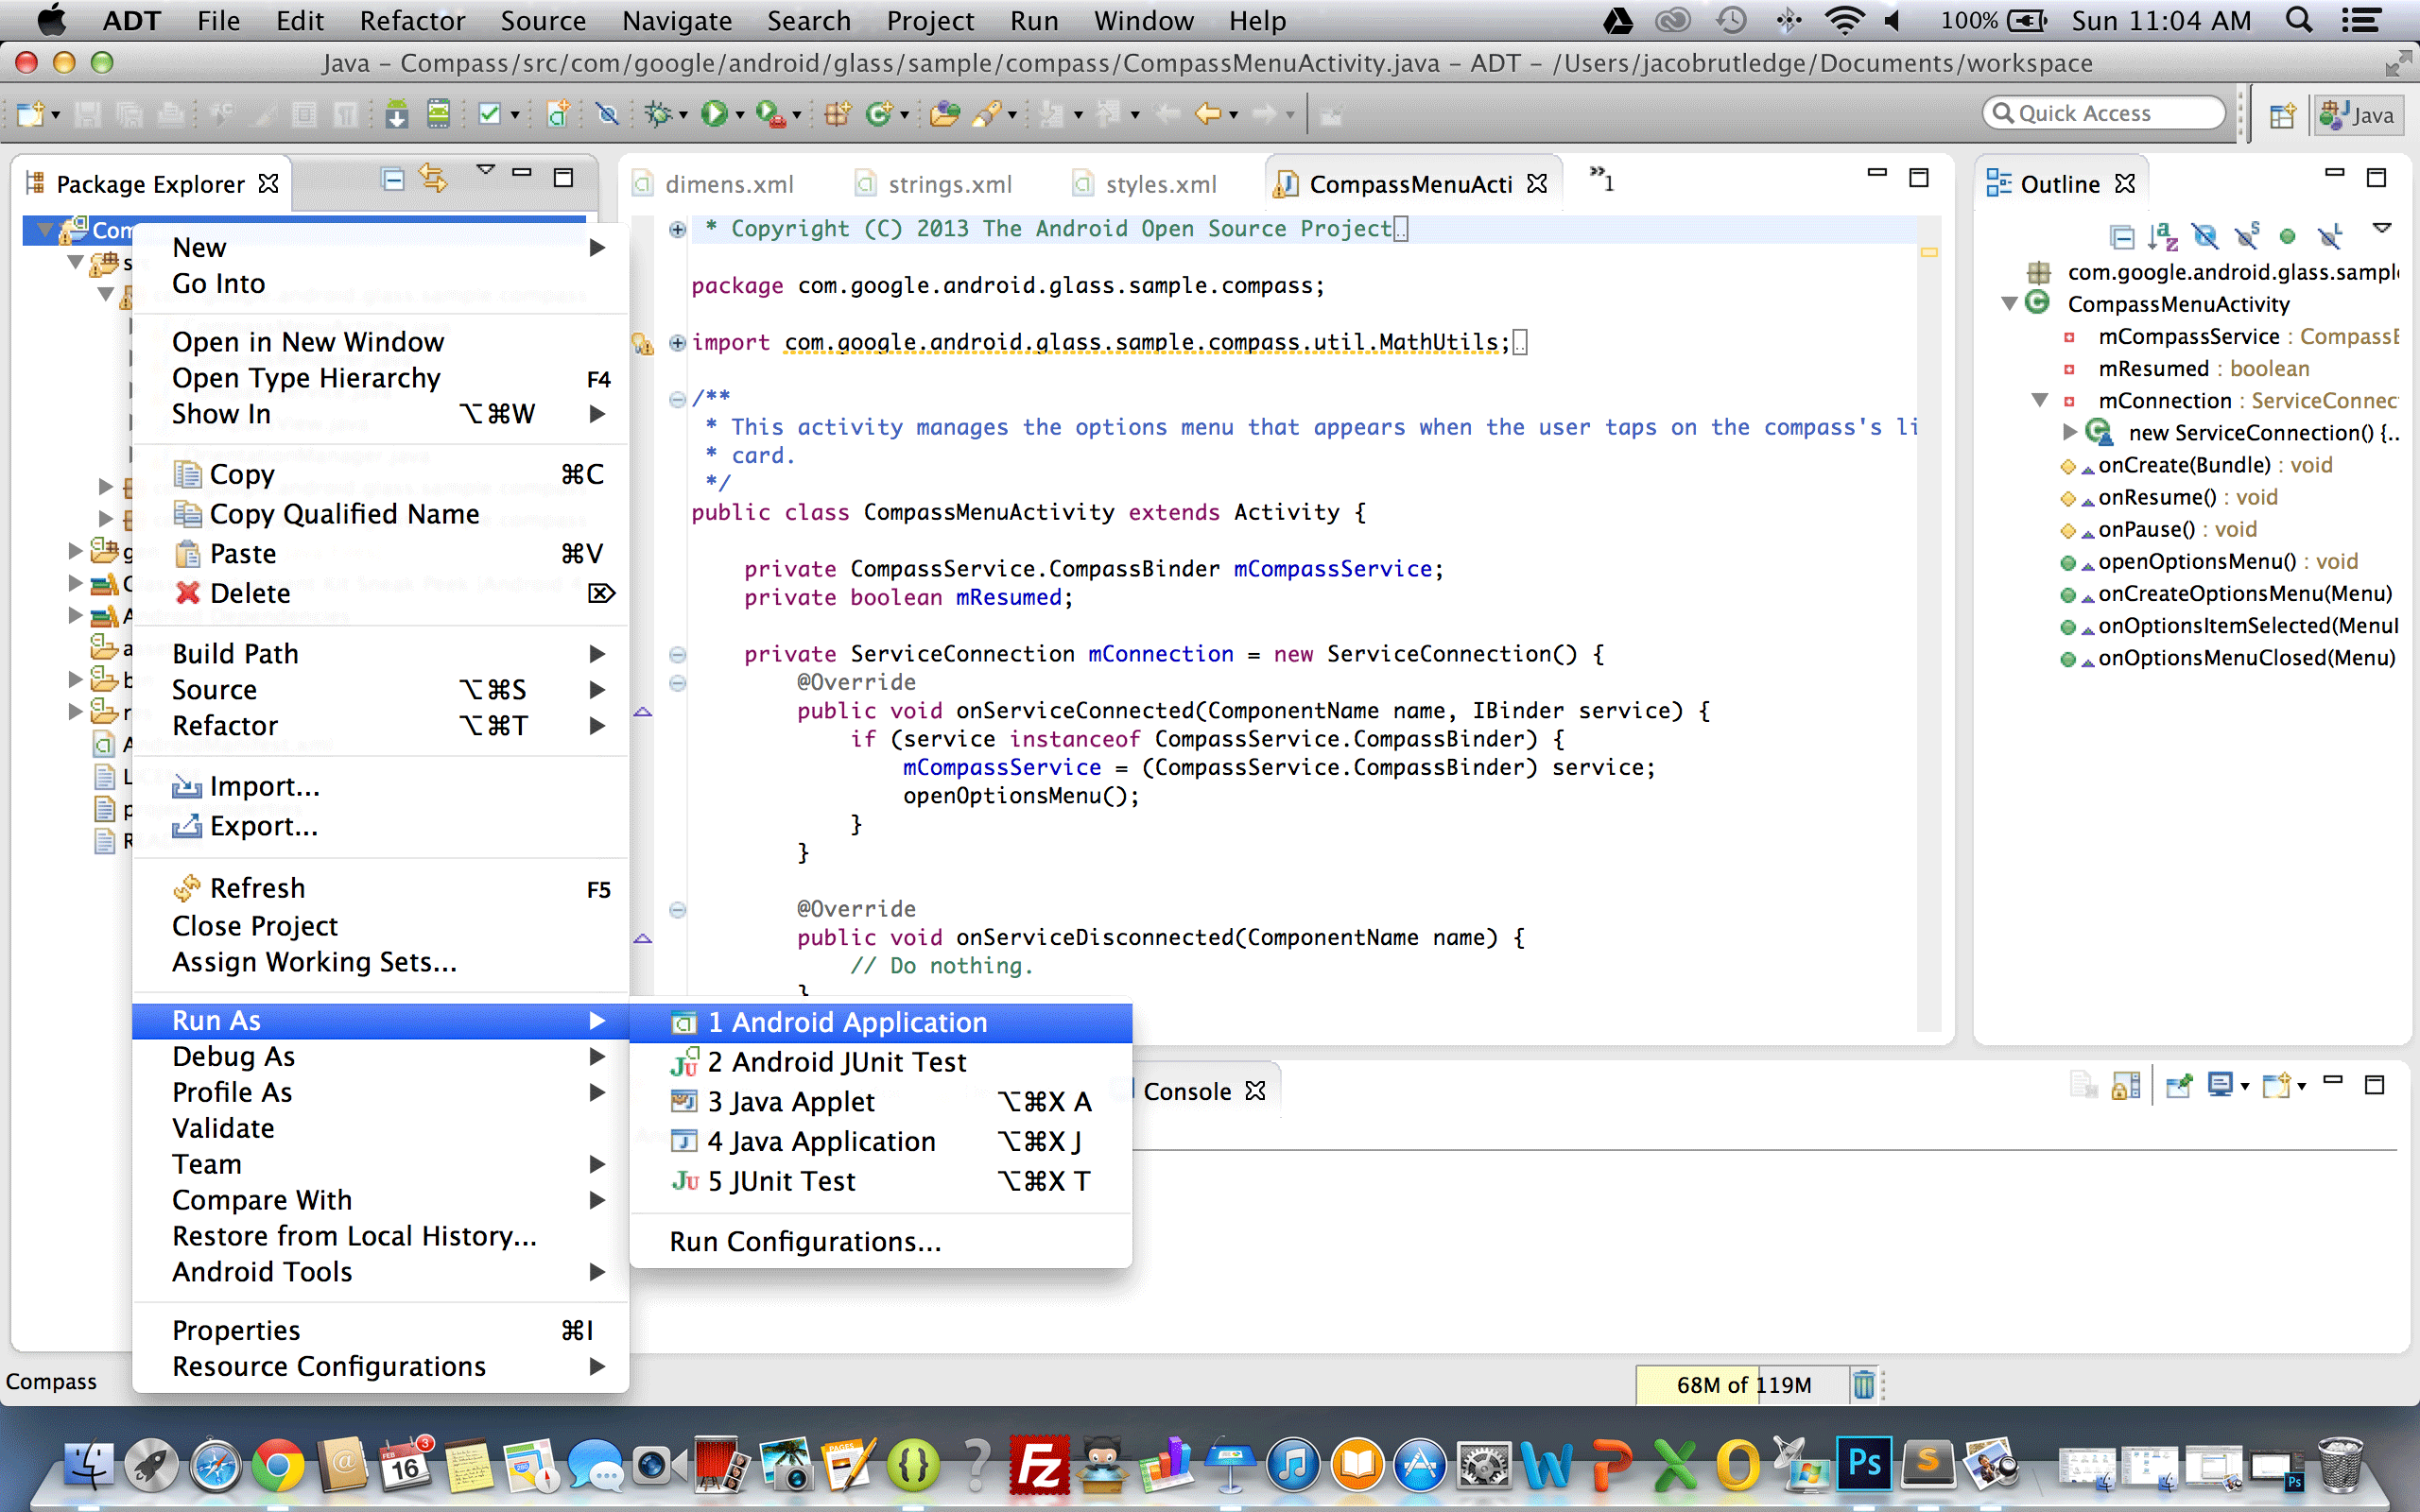 ADT File Edit Refactor Source Navigate Search Project Run Window Help 100% Sun 11:04 AM
Java – Compass/src/com/google/android/glass/sample/compass/CompassMenuActivity.java – ADT – /Users/jacobrutledge/Documents/workspace
Quick Access Java
Package Explorer
dimens.xml strings.xml styles.xml CompassMenuActi »1
Outline
New
Go Into
Open in New Window
Open Type Hierarchy F4
Show In ⌥⌘W
Copy ⌘C
Copy Qualified Name
Paste ⌘V
Delete ⌦
Build Path
Source ⌥⌘S
Refactor ⌥⌘T
Import...
Export...
Refresh F5
Close Project
Assign Working Sets...
Run As
Debug As
Profile As
Validate
Team
Compare With
Restore from Local History...
Android Tools
Properties ⌘I
Resource Configurations
1 Android Application
2 Android JUnit Test
3 Java Applet ⌥⌘X A
4 Java Application ⌥⌘X J
5 JUnit Test ⌥⌘X T
Run Configurations...
* Copyright (C) 2013 The Android Open Source Project
package com.google.android.glass.sample.compass;
import com.google.android.glass.sample.compass.util.MathUtils;
/**
* This activity manages the options menu that appears when the user taps on the compass's li
* card.
*/
public class CompassMenuActivity extends Activity {
private CompassService.CompassBinder mCompassService;
private boolean mResumed;
private ServiceConnection mConnection = new ServiceConnection() {
@Override
public void onServiceConnected(ComponentName name, IBinder service) {
if (service instanceof CompassService.CompassBinder) {
mCompassService = (CompassService.CompassBinder) service;
openOptionsMenu();
}
}
@Override
public void onServiceDisconnected(ComponentName name) {
// Do nothing.
}
com.google.android.glass.sample
CompassMenuActivity
mCompassService : CompassB
mResumed : boolean
mConnection : ServiceConnec
new ServiceConnection() {..
onCreate(Bundle) : void
onResume() : void
onPause() : void
openOptionsMenu() : void
onCreateOptionsMenu(Menu)
onOptionsItemSelected(MenuI
onOptionsMenuClosed(Menu)
Console
Compass
68M of 119M
FEB 16 3
PAGES
Fz
Ps
S